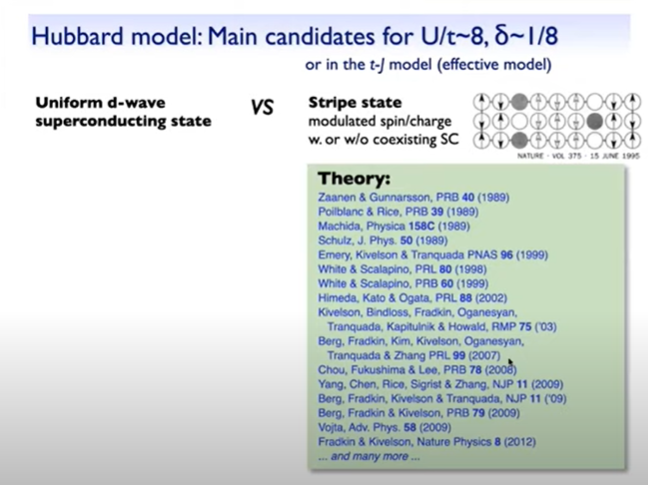 Hubbard model: Main candidates for U/t~8, δ~1/8
or in the t-J model (effective model)
Uniform d-wave
superconducting state
VS
Stripe state
modulated spin/charge
w. or w/o coexisting SC
NATURE · VOL 375 · 15 JUNE 1995
Theory:
Zaanen & Gunnarsson, PRB 40 (1989)
Poilblanc & Rice, PRB 39 (1989)
Machida, Physica 158C (1989)
Schulz, J. Phys. 50 (1989)
Emery, Kivelson & Tranquada PNAS 96 (1999)
White & Scalapino, PRL 80 (1998)
White & Scalapino, PRB 60 (1999)
Himeda, Kato & Ogata, PRL 88 (2002)
Kivelson, Bindloss, Fradkin, Oganesyan,
Tranquada, Kapitulnik & Howald, RMP 75 ('03)
Berg, Fradkin, Kim, Kivelson, Oganesyan,
Tranquada & Zhang PRL 99 (2007)
Chou, Fukushima & Lee, PRB 78 (2008)
Yang, Chen, Rice, Sigrist & Zhang, NJP 11 (2009)
Berg, Fradkin, Kivelson & Tranquada, NJP 11 ('09)
Berg, Fradkin & Kivelson, PRB 79 (2009)
Vojta, Adv. Phys. 58 (2009)
Fradkin & Kivelson, Nature Physics 8 (2012)
... and many more ...